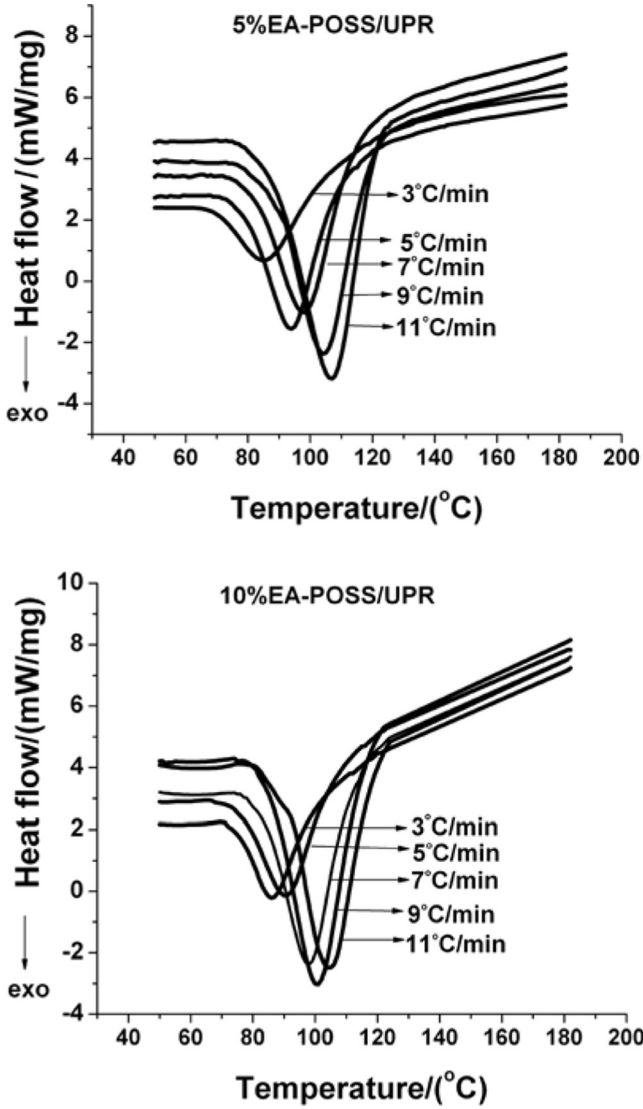 5%EA-POSS/UPR
8
6
4
2
0
-2
-4
Heat flow /(mW/mg)
exo
3°C/min
5°C/min
7°C/min
9°C/min
11°C/min
40 60 80 100 120 140 160 180 200
Temperature/(°C)
10%EA-POSS/UPR
10
8
6
4
2
0
-2
-4
Heat flow/(mW/mg)
exo
3°C/min
5°C/min
7°C/min
9°C/min
11°C/min
40 60 80 100 120 140 160 180 200
Temperature/(°C)